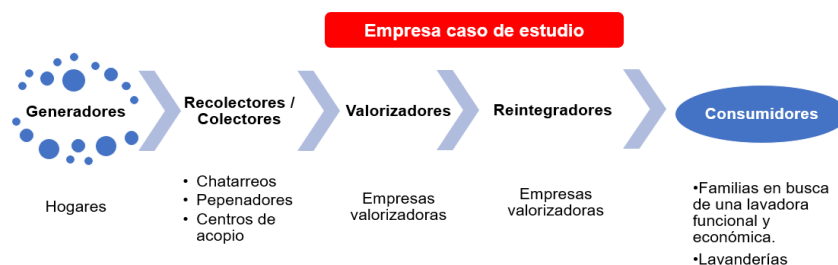 Empresa caso de estudio
Generadores
Recolectores /
Colectores
Valorizadores
Reintegradores
Consumidores
Hogares
• Chatarreos
• Pepenadores
• Centros de
acopio
Empresas
valorizadoras
Empresas
valorizadoras
•Familias en busca
de una lavadora
funcional y
económica.
•Lavanderías